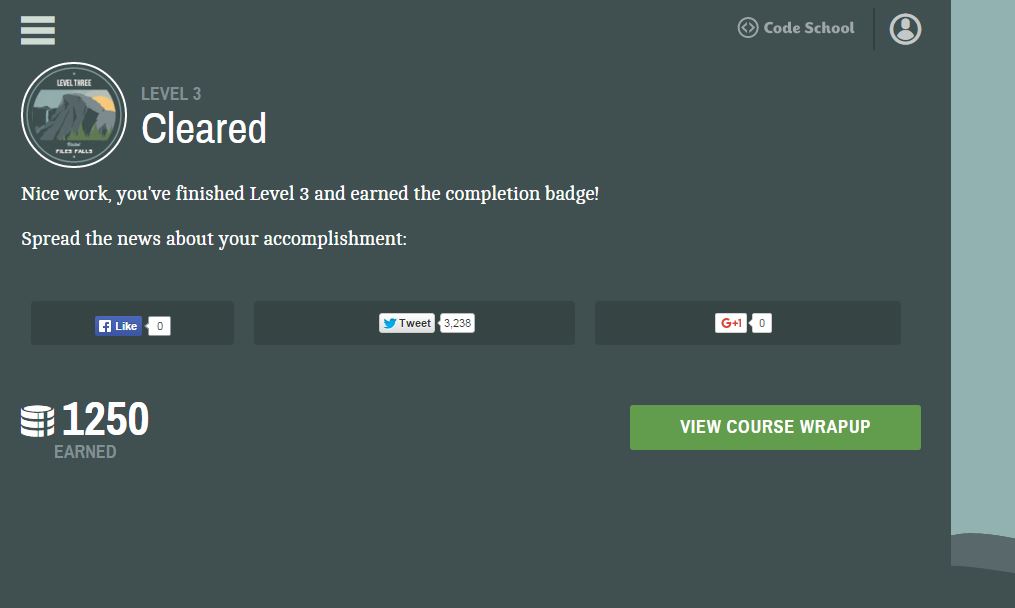 Code School
LEVEL THREE
Visited
FILES FALLS
LEVEL 3
Cleared
Nice work, you've finished Level 3 and earned the completion badge!
Spread the news about your accomplishment:
Like 0
Tweet 3,238
G+1 0
1250
EARNED
VIEW COURSE WRAPUP